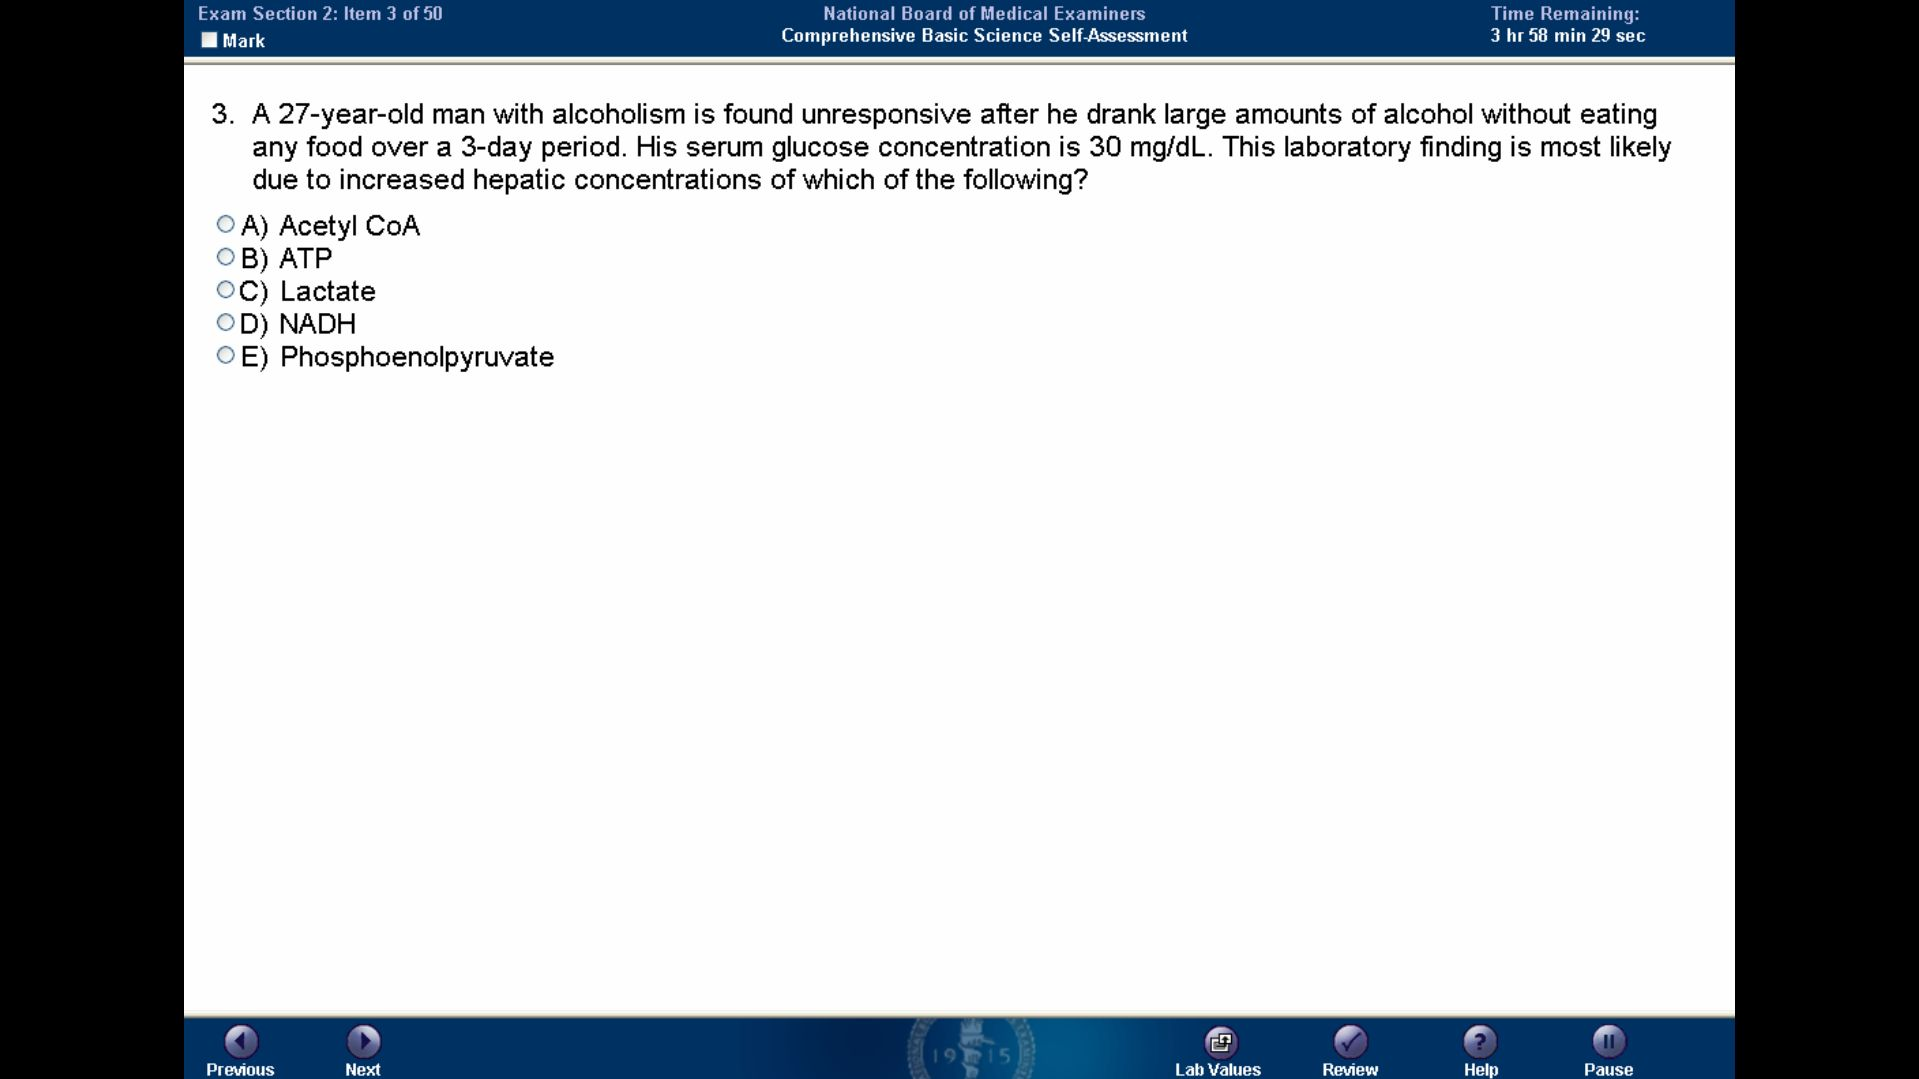 Exam Section 2: Item 3 of 50
National Board of Medical Examiners
Time Remaining:
Mark
Comprehensive Basic Science Self-Assessment
3 hr 58 min 29 sec
3. A 27-year-old man with alcoholism is found unresponsive after he drank large amounts of alcohol without eating
any food over a 3-day period. His serum glucose concentration is 30 mg/dL. This laboratory finding is most likely
due to increased hepatic concentrations of which of the following?
A) Acetyl CoA
B) ATP
C) Lactate
D) NADH
E) Phosphoenolpyruvate
19 15
Previous
Next
Lab Values
Review
Help
Pause